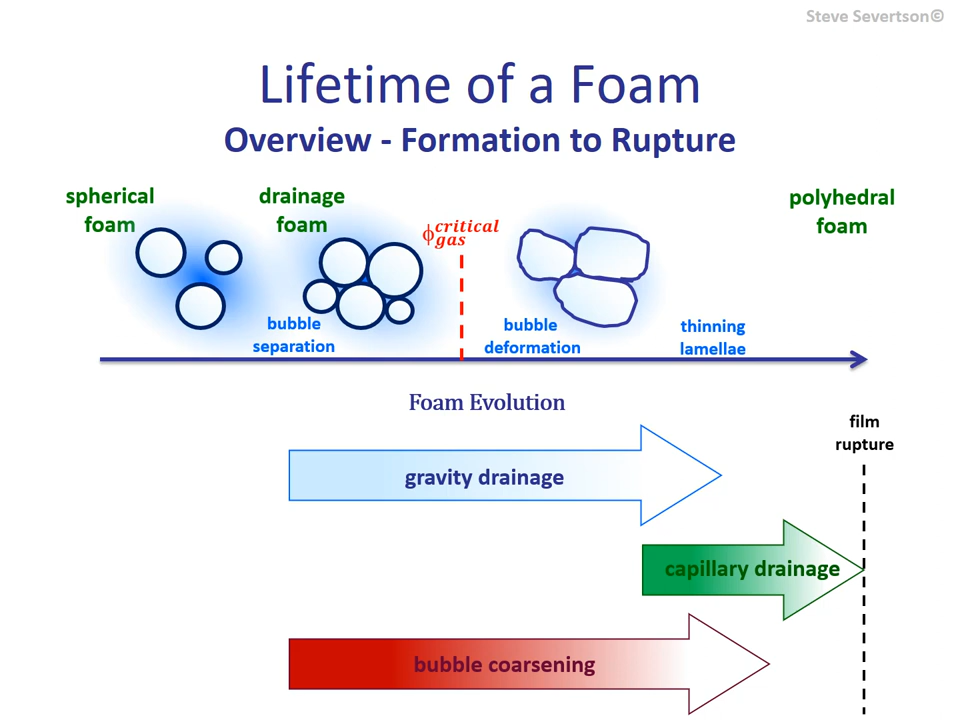 Steve Severtson©
Lifetime of a Foam
Overview - Formation to Rupture
spherical
foam
drainage
foam
ϕ_{gas}^{critical}
polyhedral
foam
bubble
separation
bubble
deformation
thinning
lamellae
Foam Evolution
film
rupture
gravity drainage
capillary drainage
bubble coarsening